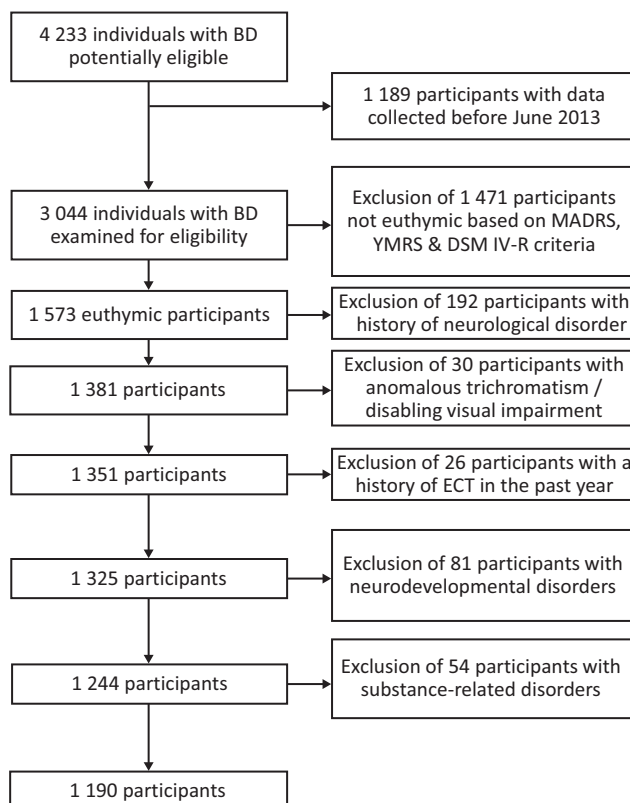 4 233 individuals with BD
potentially eligible
1 189 participants with data
collected before June 2013
3 044 individuals with BD
examined for eligibility
Exclusion of 1 471 participants
not euthymic based on MADRS,
YMRS & DSM IV-R criteria
1 573 euthymic participants
Exclusion of 192 participants with
history of neurological disorder
1 381 participants
Exclusion of 30 participants with
anomalous trichromatism /
disabling visual impairment
1 351 participants
Exclusion of 26 participants with a
history of ECT in the past year
1 325 participants
Exclusion of 81 participants with
neurodevelopmental disorders
1 244 participants
Exclusion of 54 participants with
substance-related disorders
1 190 participants